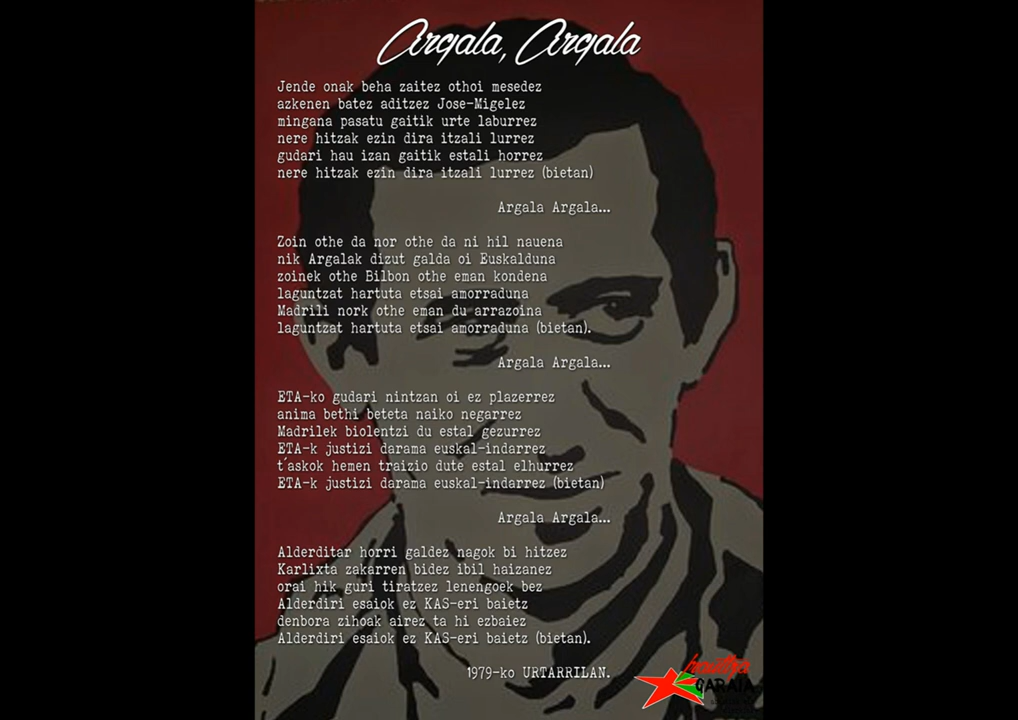 Argala, Argala
Jende onak beha zaitez othoi mesedez
azkenen batez aditzez Jose-Migelez
mingana pasatu gaitik urte laburrez
nere hitzak ezin dira itzali lurrez
gudari hau izan gaitik estali horrez
nere hitzak ezin dira itzali lurrez (bietan)
Argala Argala...
Zoin othe da nor othe da ni hil nauena
nik Argalak dizut galda oi Euskalduna
zoinek othe Bilbon othe eman kondena
laguntzat hartuta etsai amorraduna
Madrili nork othe eman du arrazoina
laguntzat hartuta etsai amorraduna (bietan).
Argala Argala...
ETA-ko gudari nintzan oi ez plazerrez
anima bethi beteta naiko negarrez
Madrilek biolentzi du estal gezurrez
ETA-k justizi darama euskal-indarrez
t´askok hemen traizio dute estal elhurrez
ETA-k justizi darama euskal-indarrez (bietan)
Argala Argala...
Alderditar horri galdez nagok bi hitzez
Karlixta zakarren bidez ibil haizanez
orai hik guri tiratzez lenengoek bez
Alderdiri esaiok ez KAS-eri baietz
denbora zihoak airez ta hi ezbaiez
Alderdiri esaiok ez KAS-eri baietz (bietan).
1979-ko URTARRILAN.
haritza
GARAIA